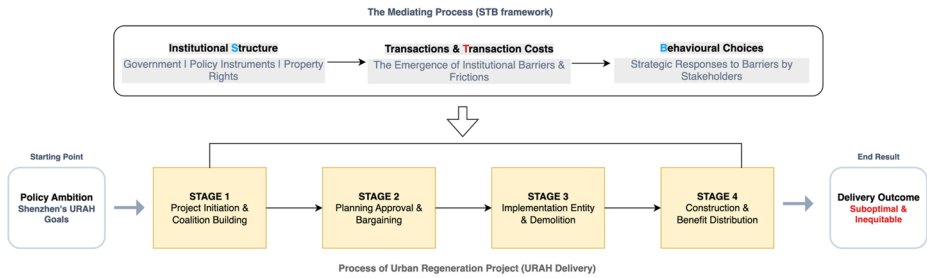 The Mediating Process (STB framework)
Institutional Structure
Government | Policy Instruments | Property
Rights
Transactions & Transaction Costs
The Emergence of Institutional Barriers &
Frictions
Behavioural Choices
Strategic Responses to Barriers by
Stakeholders
Starting Point
Policy Ambition
Shenzhen's URAH
Goals
STAGE 1
Project Initiation &
Coalition Building
STAGE 2
Planning Approval &
Bargaining
STAGE 3
Implementation Entity
& Demolition
STAGE 4
Construction &
Benefit Distribution
End Result
Delivery Outcome
Suboptimal &
Inequitable
Process of Urban Regeneration Project (URAH Delivery)